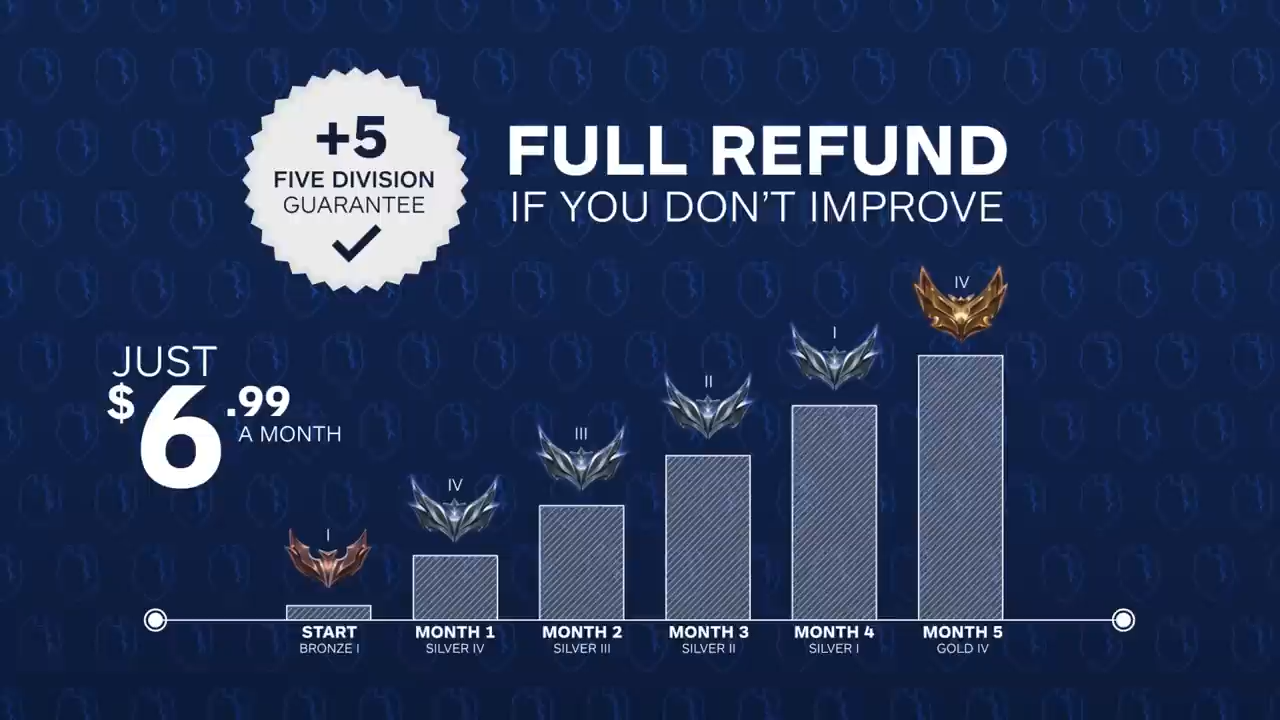 +5
FIVE DIVISION
GUARANTEE
FULL REFUND
IF YOU DON'T IMPROVE
JUST
$6.99
A MONTH
I
IV
III
II
I
IV
START
BRONZE I
MONTH 1
SILVER IV
MONTH 2
SILVER III
MONTH 3
SILVER II
MONTH 4
SILVER I
MONTH 5
GOLD IV